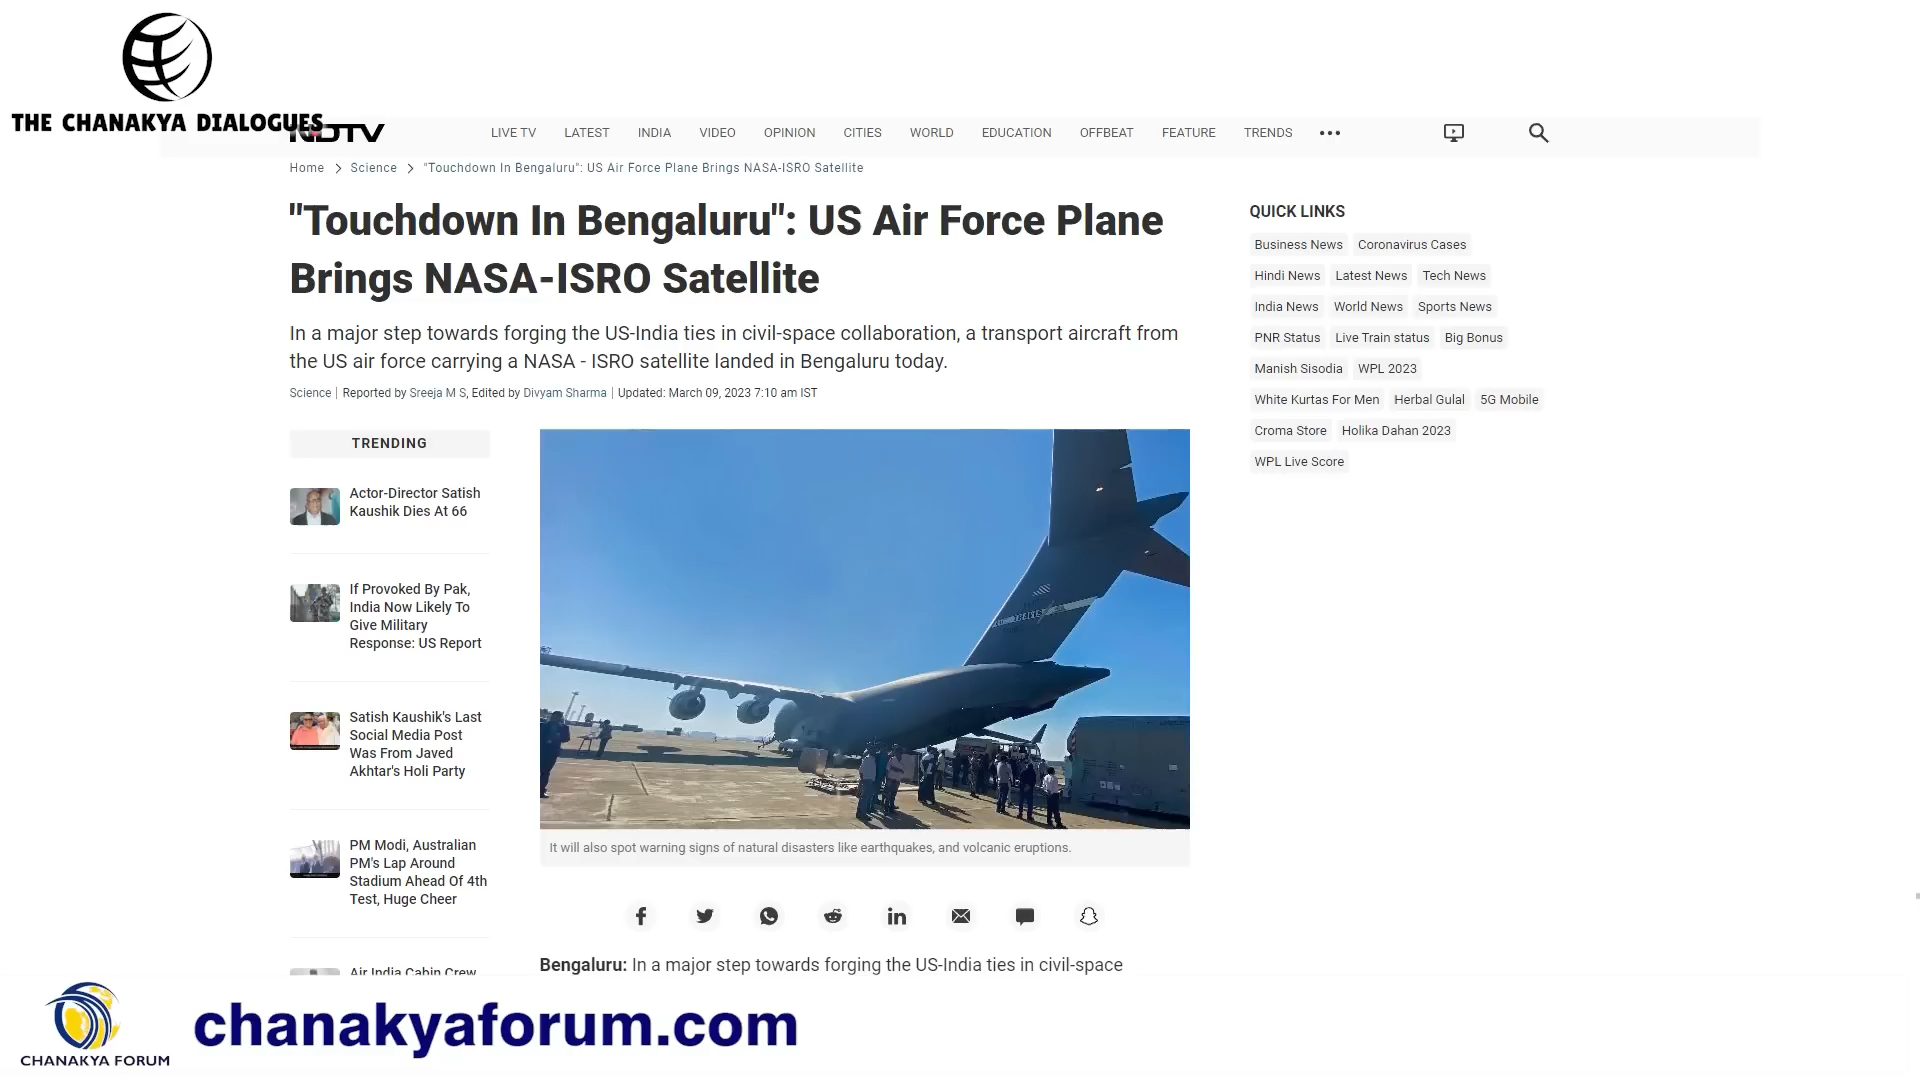 THE CHANAKYA DIALOGUES
NDTV
LIVE TV LATEST INDIA VIDEO OPINION CITIES WORLD EDUCATION OFFBEAT FEATURE TRENDS
Home > Science > "Touchdown In Bengaluru": US Air Force Plane Brings NASA-ISRO Satellite
"Touchdown In Bengaluru": US Air Force Plane
Brings NASA-ISRO Satellite
In a major step towards forging the US-India ties in civil-space collaboration, a transport aircraft from
the US air force carrying a NASA - ISRO satellite landed in Bengaluru today.
Science | Reported by Sreeja M S, Edited by Divyam Sharma | Updated: March 09, 2023 7:10 am IST
TRENDING
Actor-Director Satish
Kaushik Dies At 66
If Provoked By Pak,
India Now Likely To
Give Military
Response: US Report
Satish Kaushik's Last
Social Media Post
Was From Javed
Akhtar's Holi Party
PM Modi, Australian
PM's Lap Around
Stadium Ahead Of 4th
Test, Huge Cheer
Air India Cabin Crew
It will also spot warning signs of natural disasters like earthquakes, and volcanic eruptions.
Bengaluru: In a major step towards forging the US-India ties in civil-space
QUICK LINKS
Business News Coronavirus Cases
Hindi News Latest News Tech News
India News World News Sports News
PNR Status Live Train status Big Bonus
Manish Sisodia WPL 2023
White Kurtas For Men Herbal Gulal 5G Mobile
Croma Store Holika Dahan 2023
WPL Live Score
CHANAKYA FORUM
chanakyaforum.com